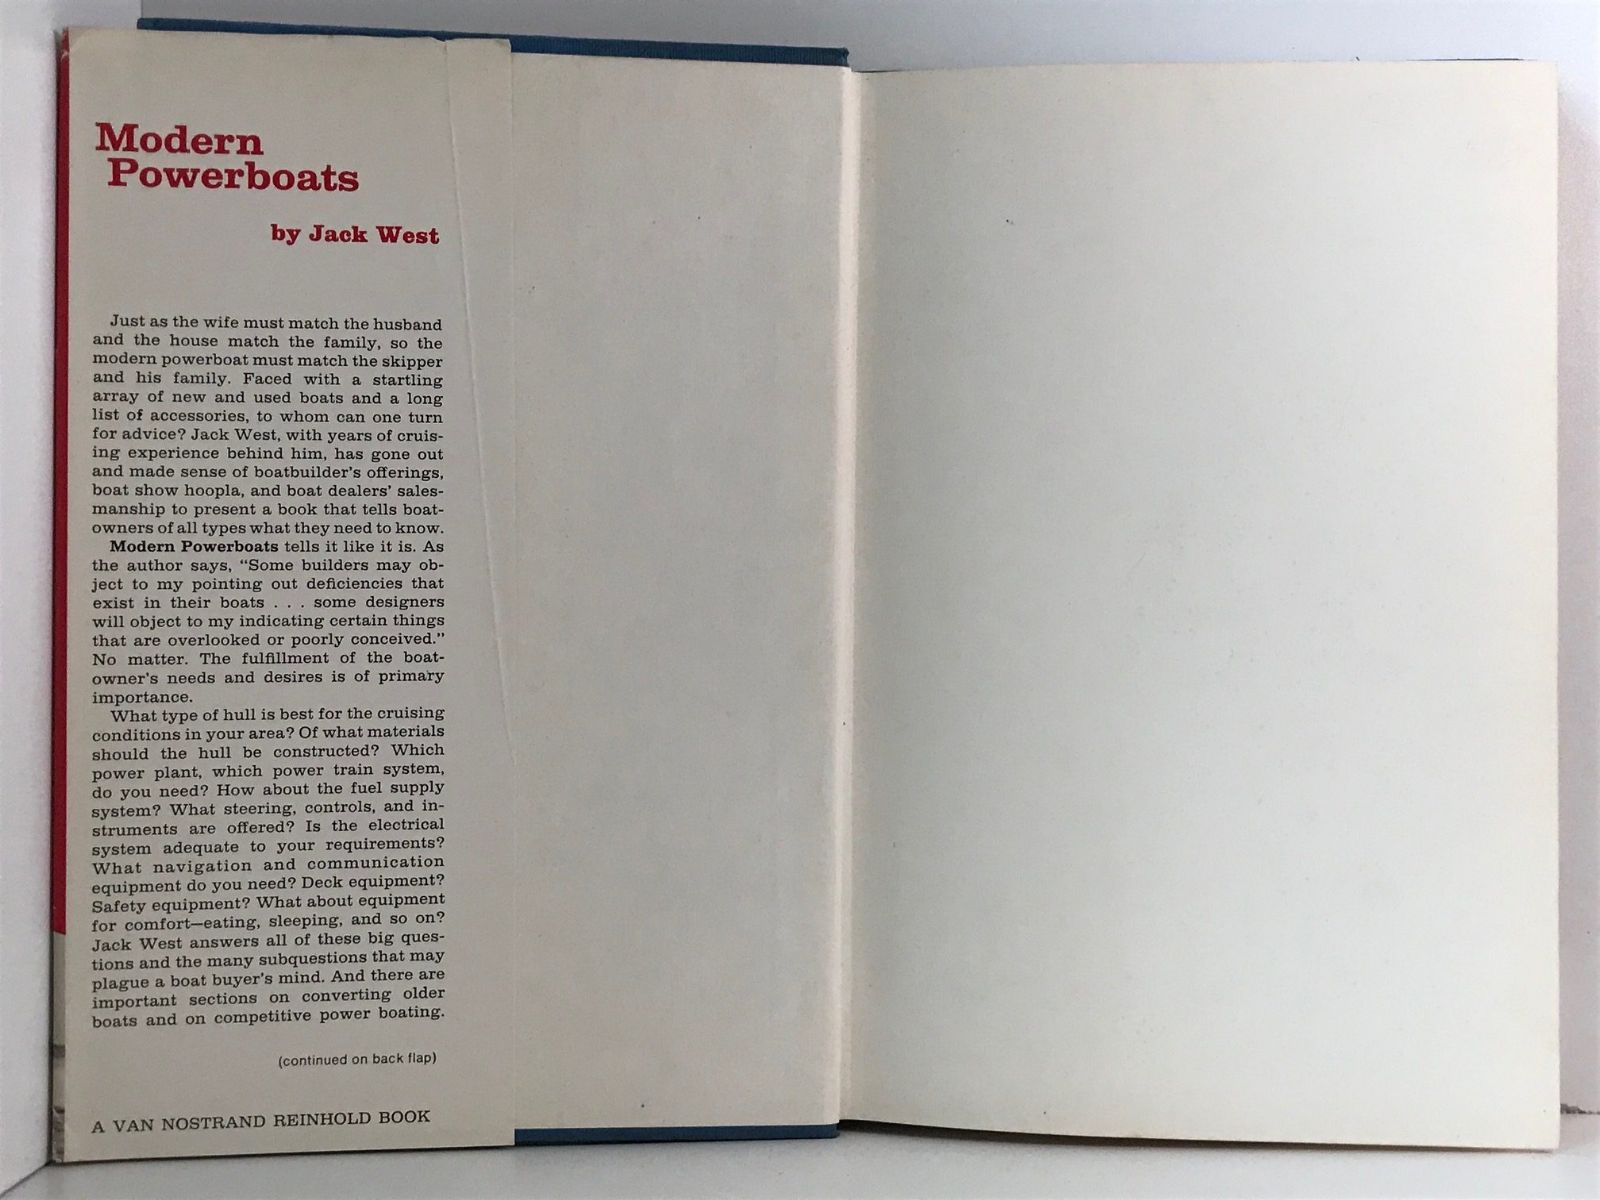 Modern
Powerboats
by Jack West
Just as the wife must match the husband
and the house match the family, so the
modern powerboat must match the skipper
and his family. Faced with a startling
array of new and used boats and a long
list of accessories, to whom can one turn
for advice? Jack West, with years of cruis-
ing experience behind him, has gone out
and made sense of boatbuilder's offerings,
boat show hoopla, and boat dealers' sales-
manship to present a book that tells boat-
owners of all types what they need to know.
Modern Powerboats tells it like it is. As
the author says, “Some builders may ob-
ject to my pointing out deficiencies that
exist in their boats . . . some designers
will object to my indicating certain things
that are overlooked or poorly conceived.”
No matter. The fulfillment of the boat-
owner's needs and desires is of primary
importance.
What type of hull is best for the cruising
conditions in your area? Of what materials
should the hull be constructed? Which
power plant, which power train system,
do you need? How about the fuel supply
system? What steering, controls, and in-
struments are offered? Is the electrical
system adequate to your requirements?
What navigation and communication
equipment do you need? Deck equipment?
Safety equipment? What about equipment
for comfort—eating, sleeping, and so on?
Jack West answers all of these big ques-
tions and the many subquestions that may
plague a boat buyer's mind. And there are
important sections on converting older
boats and on competitive power boating.
(continued on back flap)
A VAN NOSTRAND REINHOLD BOOK